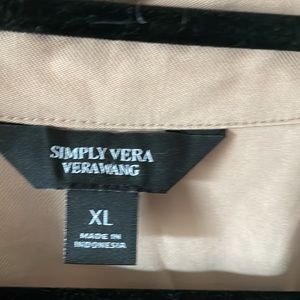 SIMPLY VERA
VERAWANG
XL
MADE IN
INDONESIA